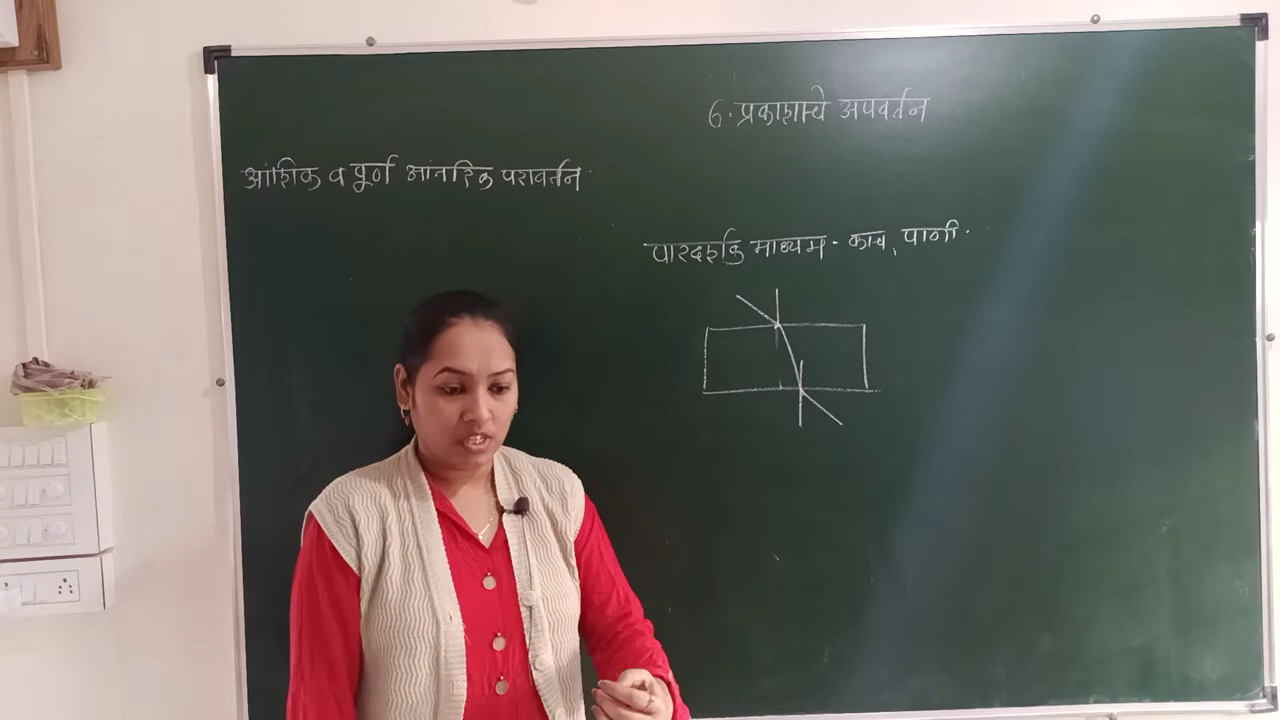 6. प्रकाशाचे अपवर्तन
आंशिक व पूर्ण आंतरिक परावर्तन
पारदर्शक माध्यम - काच, पाणी.